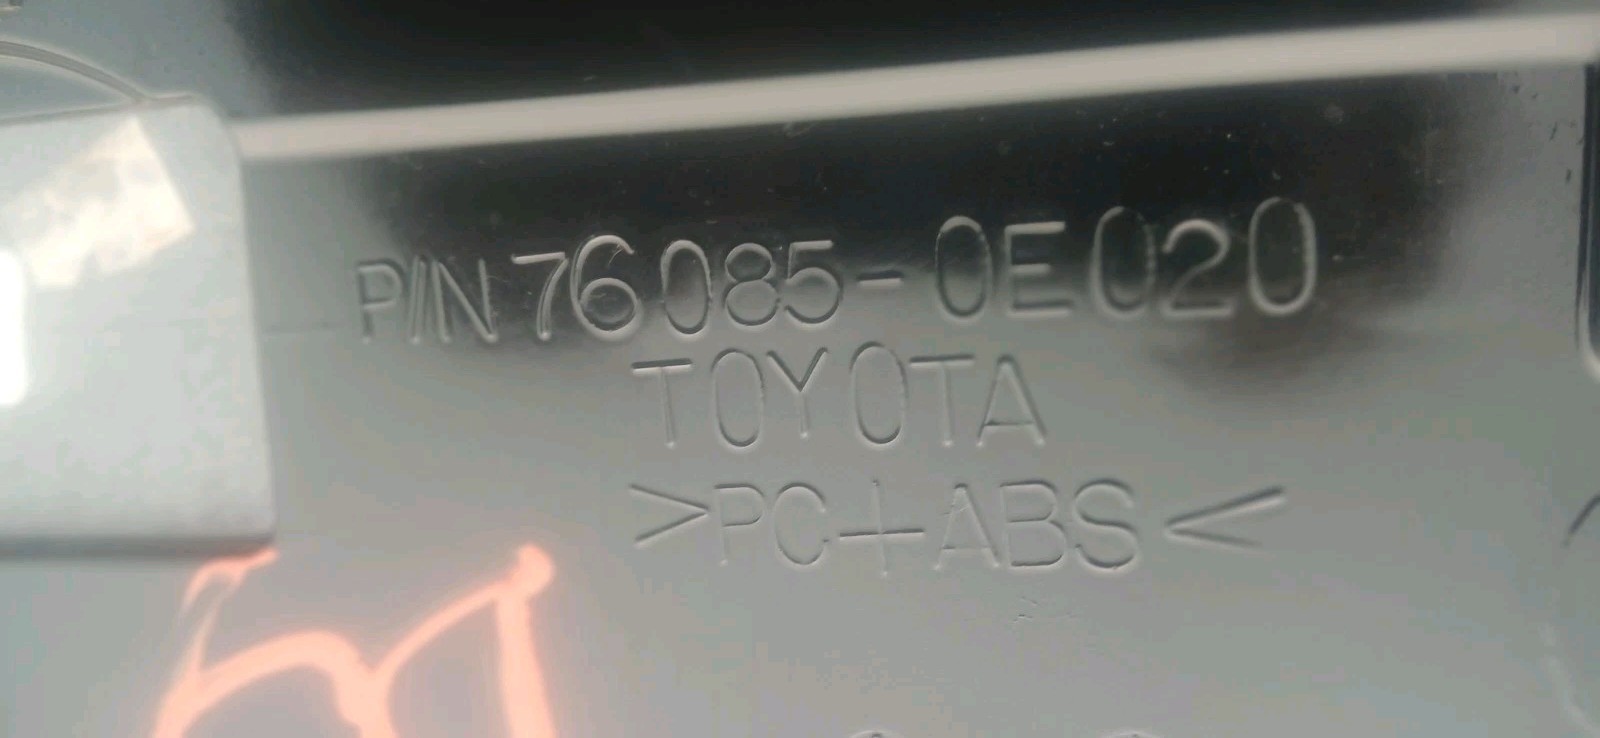 P/N 76085-0E020
TOYOTA
>PC+ABS<